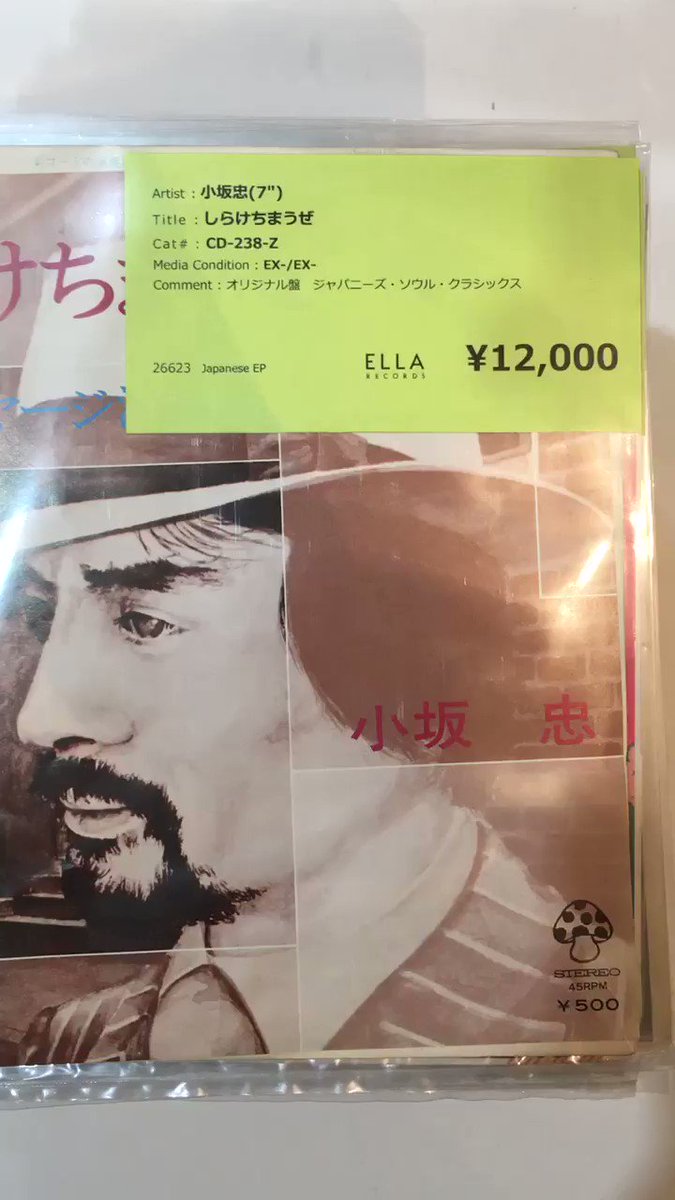 Artist : 小坂忠(7")
Title : しらけちまうぜ
Cat# : CD-238-Z
Media Condition : EX-/EX-
Comment : オリジナル盤 ジャパニーズ・ソウル・クラシックス
26623 Japanese EP
ELLA
RECORDS
¥12,000
けち
小坂 忠
STEREO
45RPM
¥500